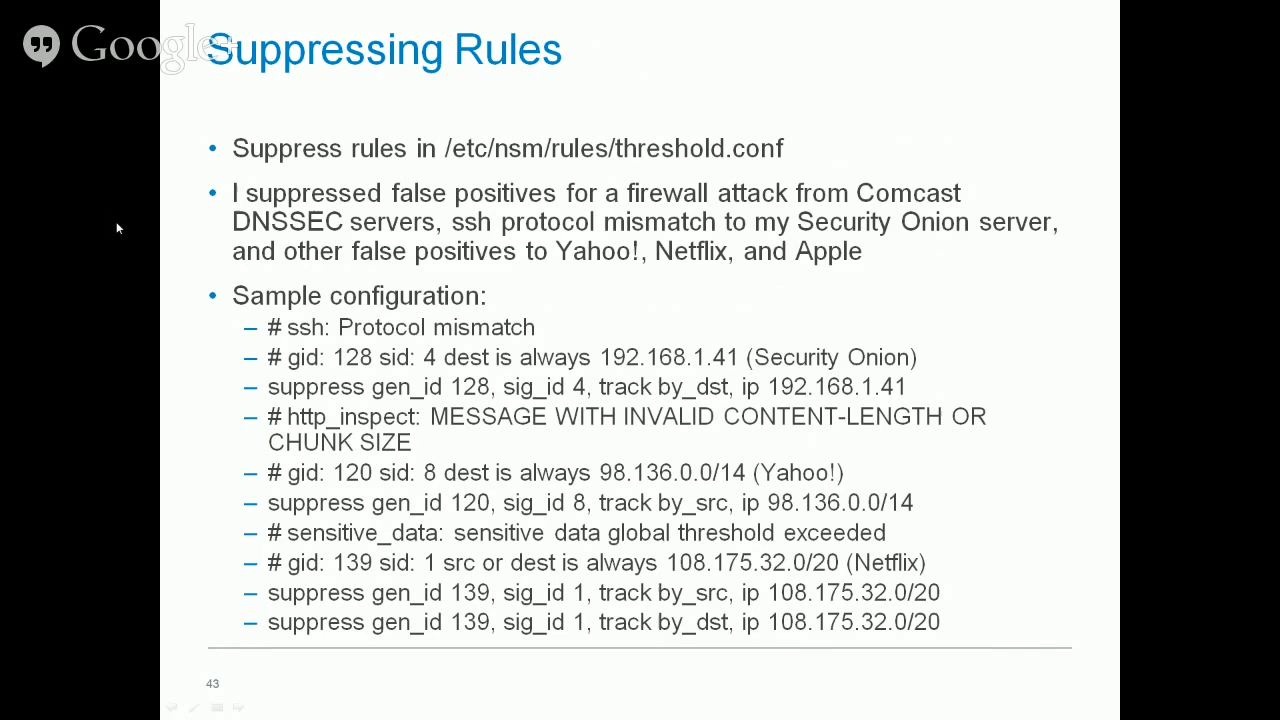 Google+
Suppressing Rules
• Suppress rules in /etc/nsm/rules/threshold.conf
• I suppressed false positives for a firewall attack from Comcast
DNSSEC servers, ssh protocol mismatch to my Security Onion server,
and other false positives to Yahoo!, Netflix, and Apple
• Sample configuration:
– # ssh: Protocol mismatch
– # gid: 128 sid: 4 dest is always 192.168.1.41 (Security Onion)
– suppress gen_id 128, sig_id 4, track by_dst, ip 192.168.1.41
– # http_inspect: MESSAGE WITH INVALID CONTENT-LENGTH OR
CHUNK SIZE
– # gid: 120 sid: 8 dest is always 98.136.0.0/14 (Yahoo!)
– suppress gen_id 120, sig_id 8, track by_src, ip 98.136.0.0/14
– # sensitive_data: sensitive data global threshold exceeded
– # gid: 139 sid: 1 src or dest is always 108.175.32.0/20 (Netflix)
– suppress gen_id 139, sig_id 1, track by_src, ip 108.175.32.0/20
– suppress gen_id 139, sig_id 1, track by_dst, ip 108.175.32.0/20
43